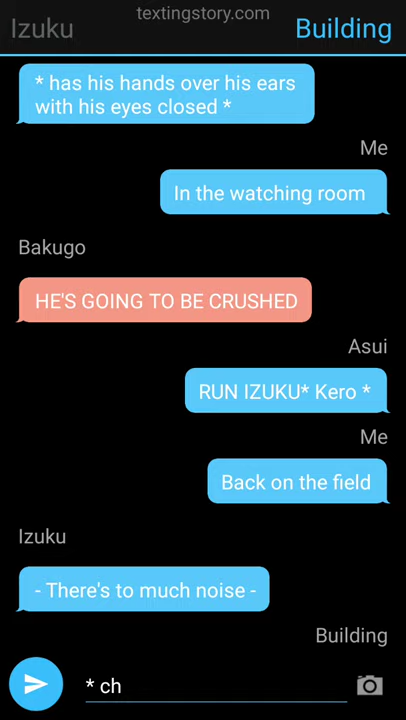 textingstory.com
Izuku
Building
* has his hands over his ears
with his eyes closed *
Me
In the watching room
Bakugo
HE'S GOING TO BE CRUSHED
Asui
RUN IZUKU* Kero *
Me
Back on the field
Izuku
- There's to much noise -
Building
* ch